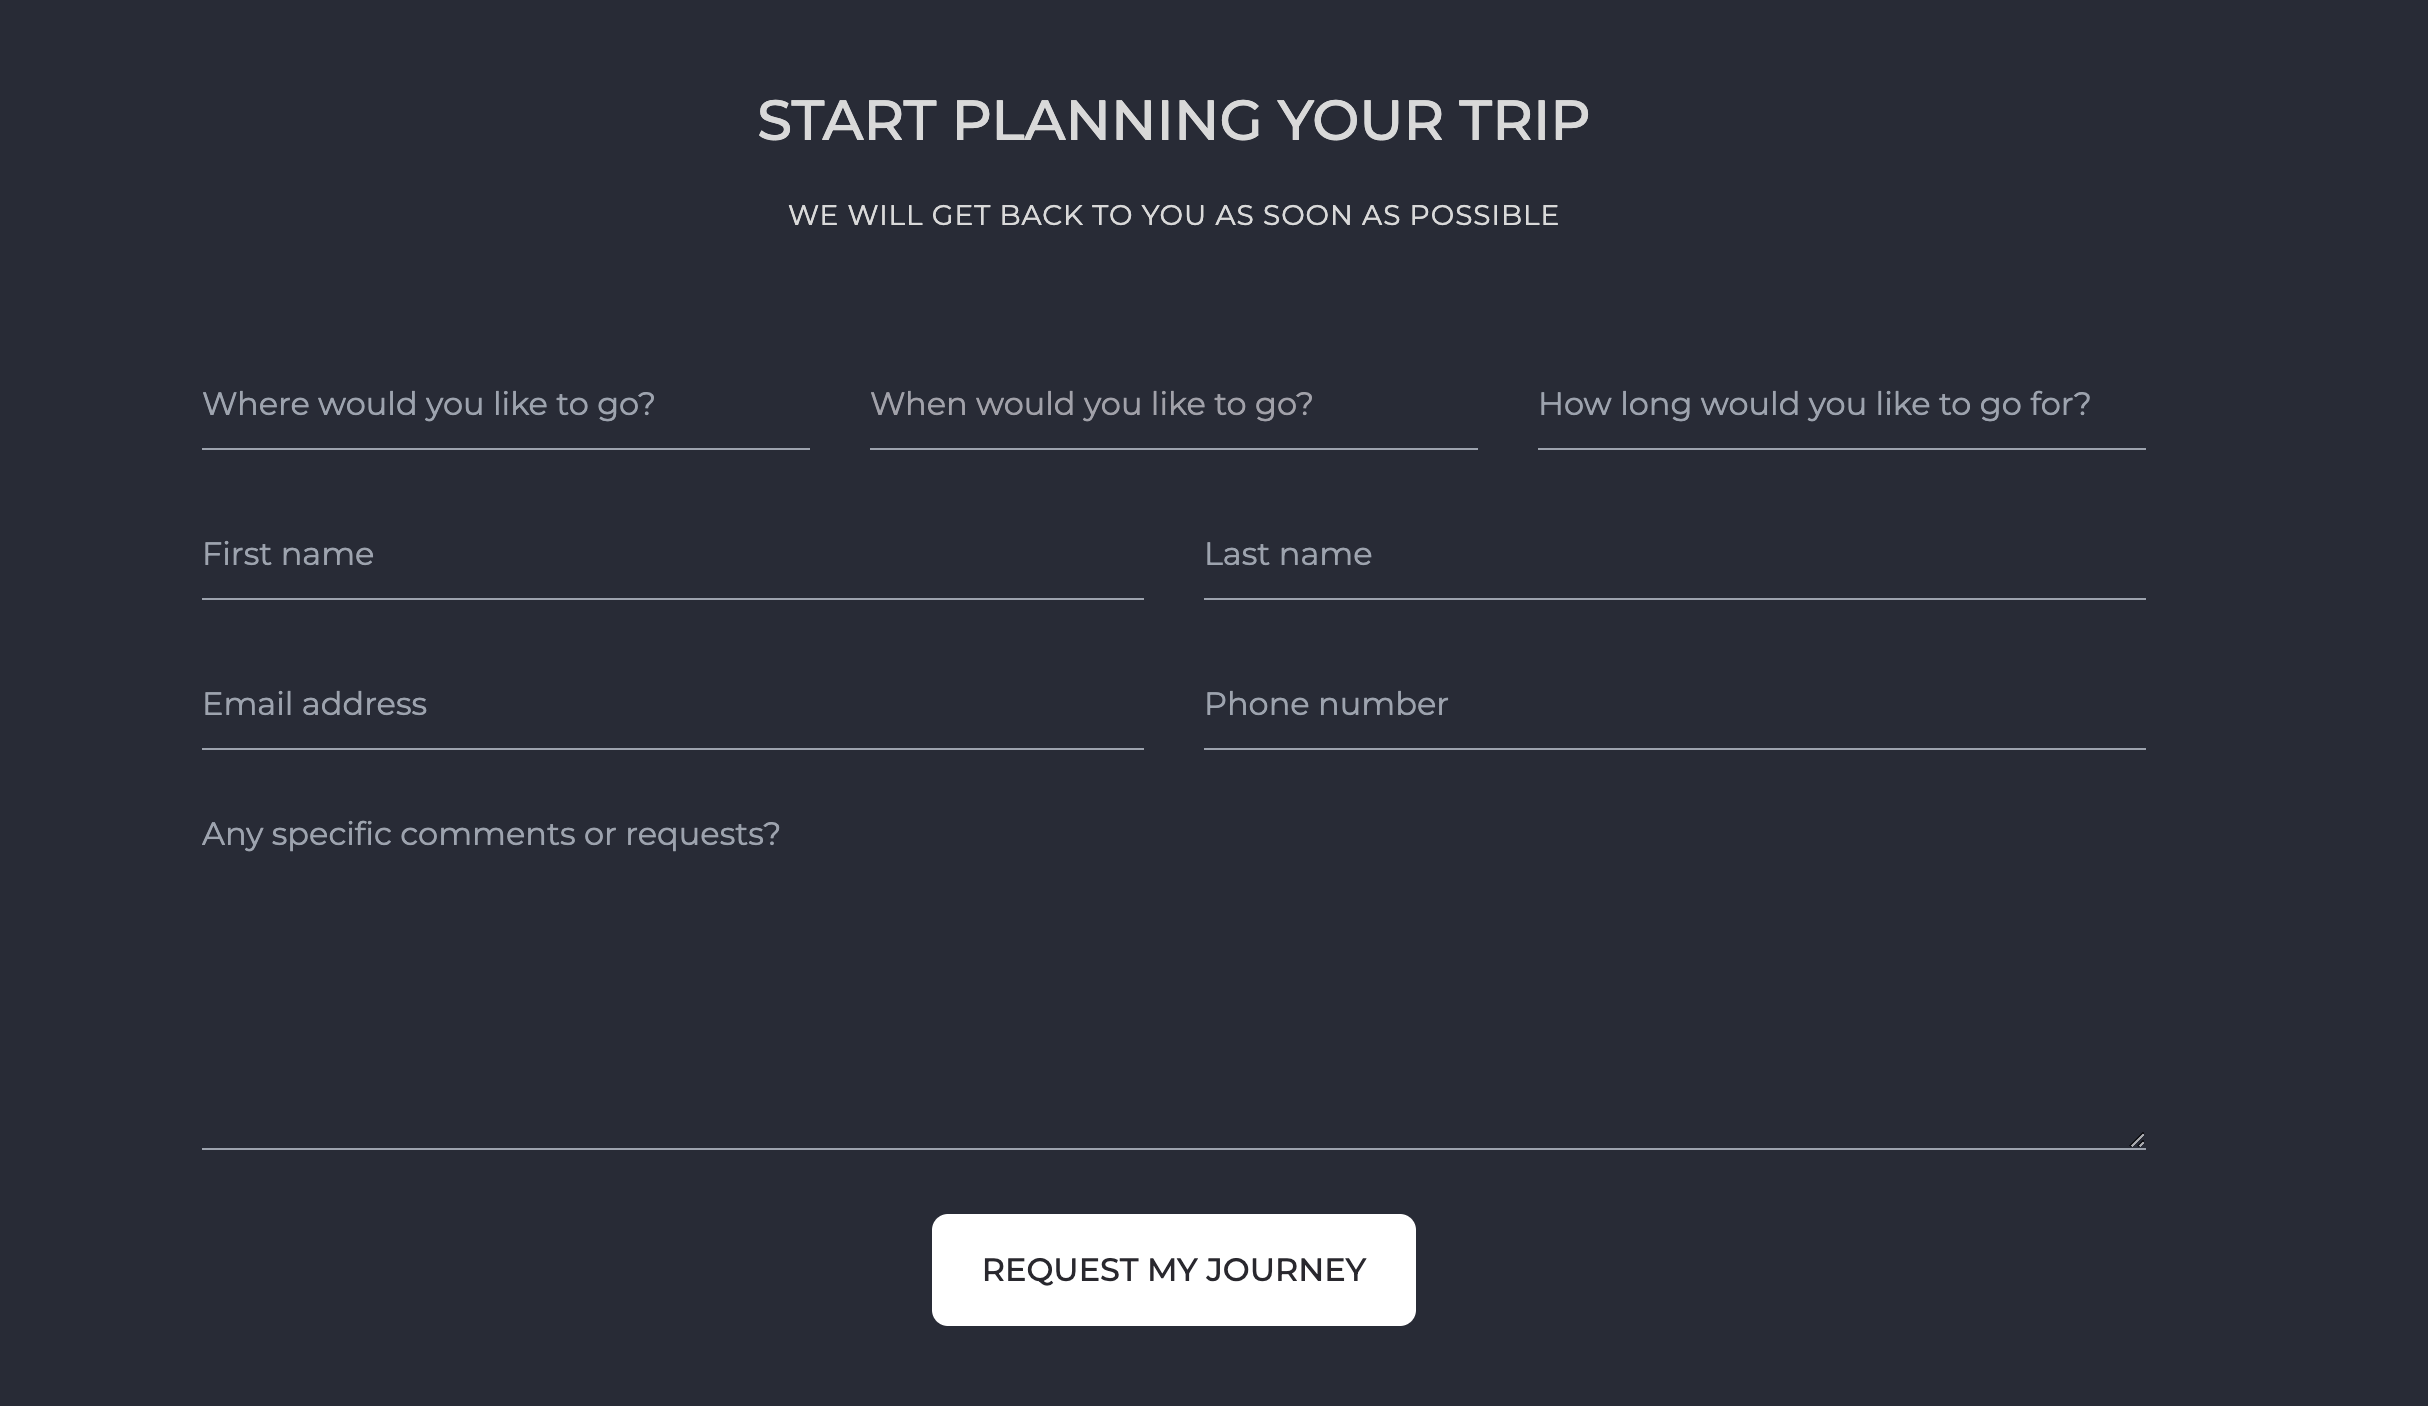 START PLANNING YOUR TRIP
WE WILL GET BACK TO YOU AS SOON AS POSSIBLE
Where would you like to go?
When would you like to go?
How long would you like to go for?
First name
Last name
Email address
Phone number
Any specific comments or requests?
REQUEST MY JOURNEY